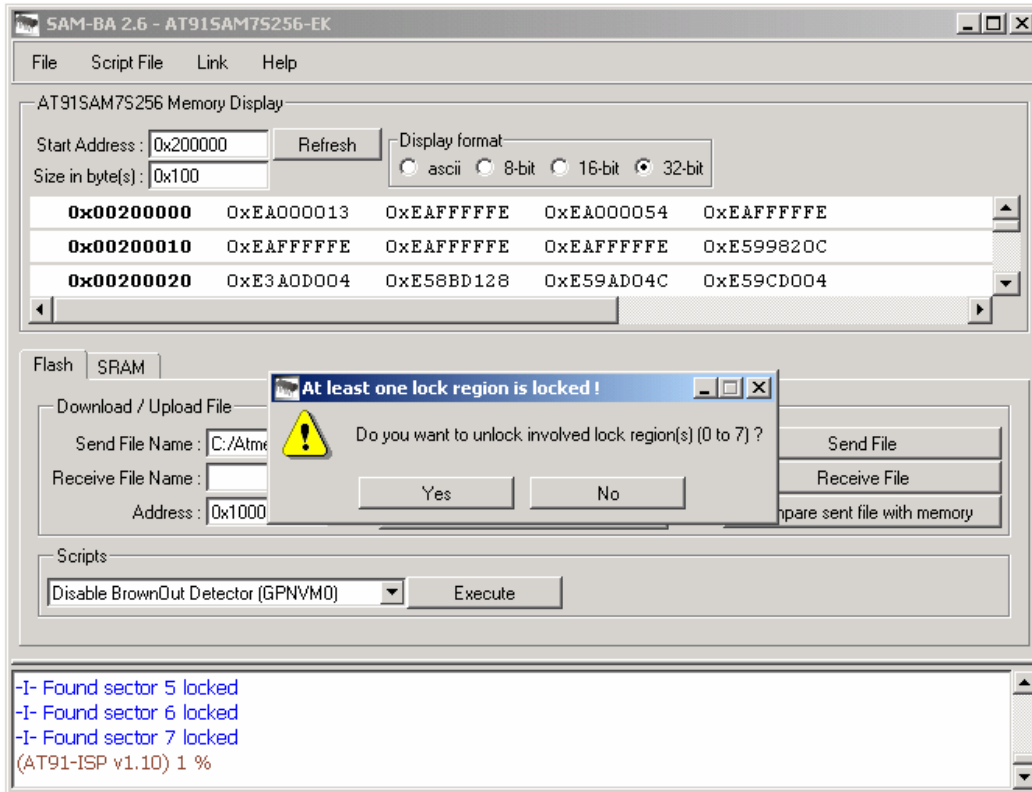 SAM-BA 2.6 - AT91SAM7S256-EK
File Script File Link Help
AT91SAM7S256 Memory Display
Start Address : 0x200000 Refresh
Size in byte(s) : 0x100
Display format
ascii 8-bit 16-bit 32-bit
0x00200000 0xEA000013 0xEAFFFFFE 0xEA000054 0xEAFFFFFE
0x00200010 0xEAFFFFFE 0xEAFFFFFE 0xEAFFFFFE 0xE599820C
0x00200020 0xE3A0D004 0xE58BD128 0xE59AD04C 0xE59CD004
Flash SRAM
At least one lock region is locked !
Do you want to unlock involved lock region(s) (0 to 7) ?
Yes No
Download / Upload File
Send File Name : C:/Atme Send File
Receive File Name : Receive File
Address : 0x1000 pare sent file with memory
Scripts
Disable BrownOut Detector (GPNVM0) Execute
-I- Found sector 5 locked
-I- Found sector 6 locked
-I- Found sector 7 locked
(AT91-ISP v1.10) 1 %